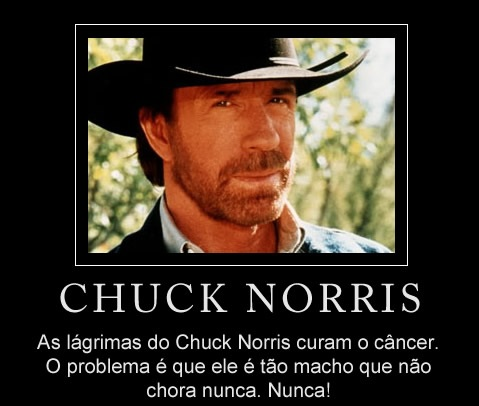 CHUCK NORRIS
As lágrimas do Chuck Norris curam o câncer.
O problema é que ele é tão macho que não
chora nunca. Nunca!